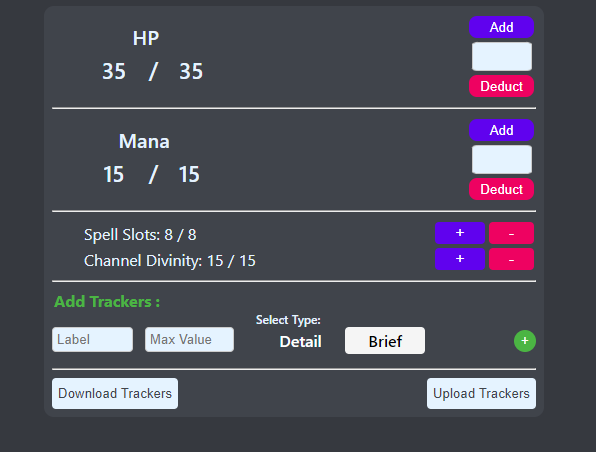 HP
35 / 35
Add
Deduct
Mana
15 / 15
Add
Deduct
Spell Slots: 8 / 8 + -
Channel Divinity: 15 / 15 + -
Add Trackers :
Select Type:
Label Max Value Detail Brief +
Download Trackers Upload Trackers